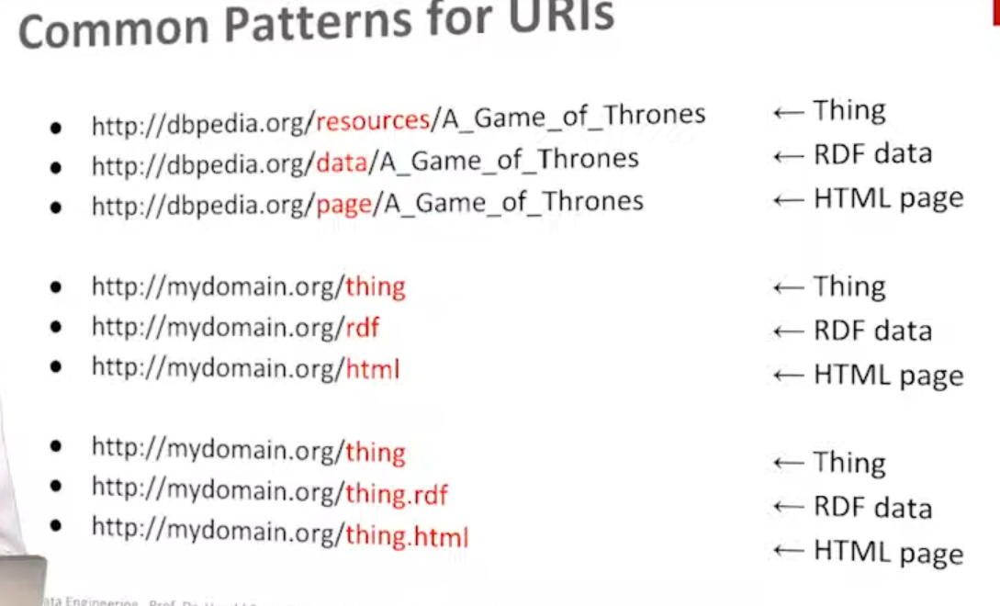 Common Patterns for URIs
• http://dbpedia.org/resources/A_Game_of_Thrones ← Thing
• http://dbpedia.org/data/A_Game_of_Thrones ← RDF data
• http://dbpedia.org/page/A_Game_of_Thrones ← HTML page
• http://mydomain.org/thing ← Thing
• http://mydomain.org/rdf ← RDF data
• http://mydomain.org/html ← HTML page
• http://mydomain.org/thing ← Thing
• http://mydomain.org/thing.rdf ← RDF data
• http://mydomain.org/thing.html ← HTML page
Engineering, Prof. Dr.